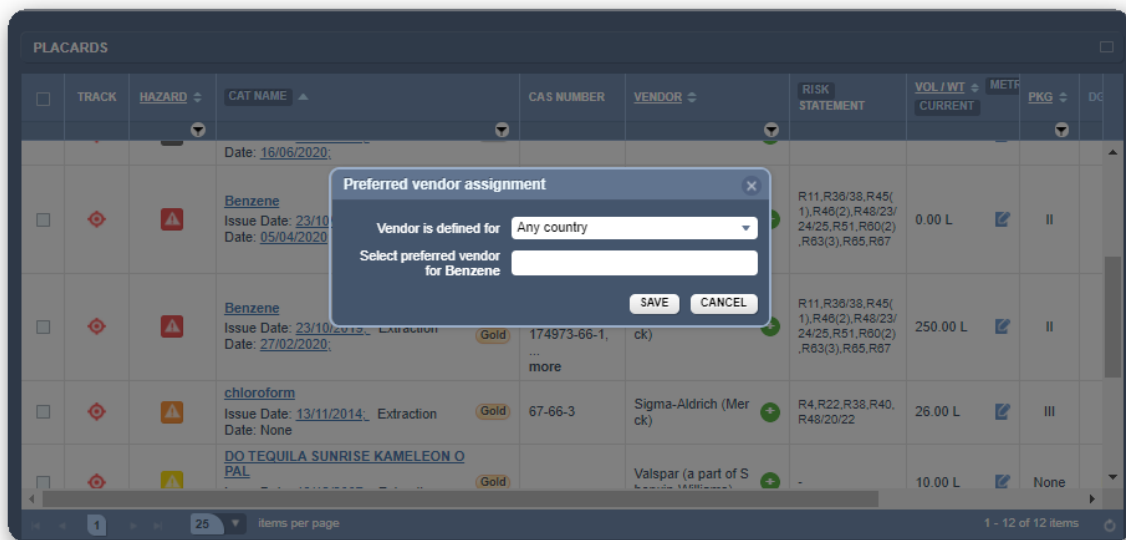 PLACARDS
TRACK HAZARD CAT NAME CAS NUMBER VENDOR RISK STATEMENT VOL / WT CURRENT METR PKG DG
Date: 16/06/2020;
Preferred vendor assignment
Vendor is defined for Any country
Select preferred vendor
for Benzene
SAVE CANCEL
Benzene
Issue Date: 23/10
Date: 05/04/2020
R11,R36/38,R45(
1),R46(2),R48/23/
24/25,R51,R60(2)
,R63(3),R65,R67
0.00 L II
Benzene
Issue Date: 23/10/2019; Extraction
Date: 27/02/2020;
Gold
174973-66-1,
...
more
ck)
R11,R36/38,R45(
1),R46(2),R48/23/
24/25,R51,R60(2)
,R63(3),R65,R67
250.00 L II
chloroform
Issue Date: 13/11/2014; Extraction
Date: None
Gold
67-66-3
Sigma-Aldrich (Mer
ck)
R4,R22,R38,R40,
R48/20/22
26.00 L III
DO TEQUILA SUNRISE KAMELEON O
PAL
Gold
Valspar (a part of S
-
10.00 L None
1 25 items per page 1 - 12 of 12 items